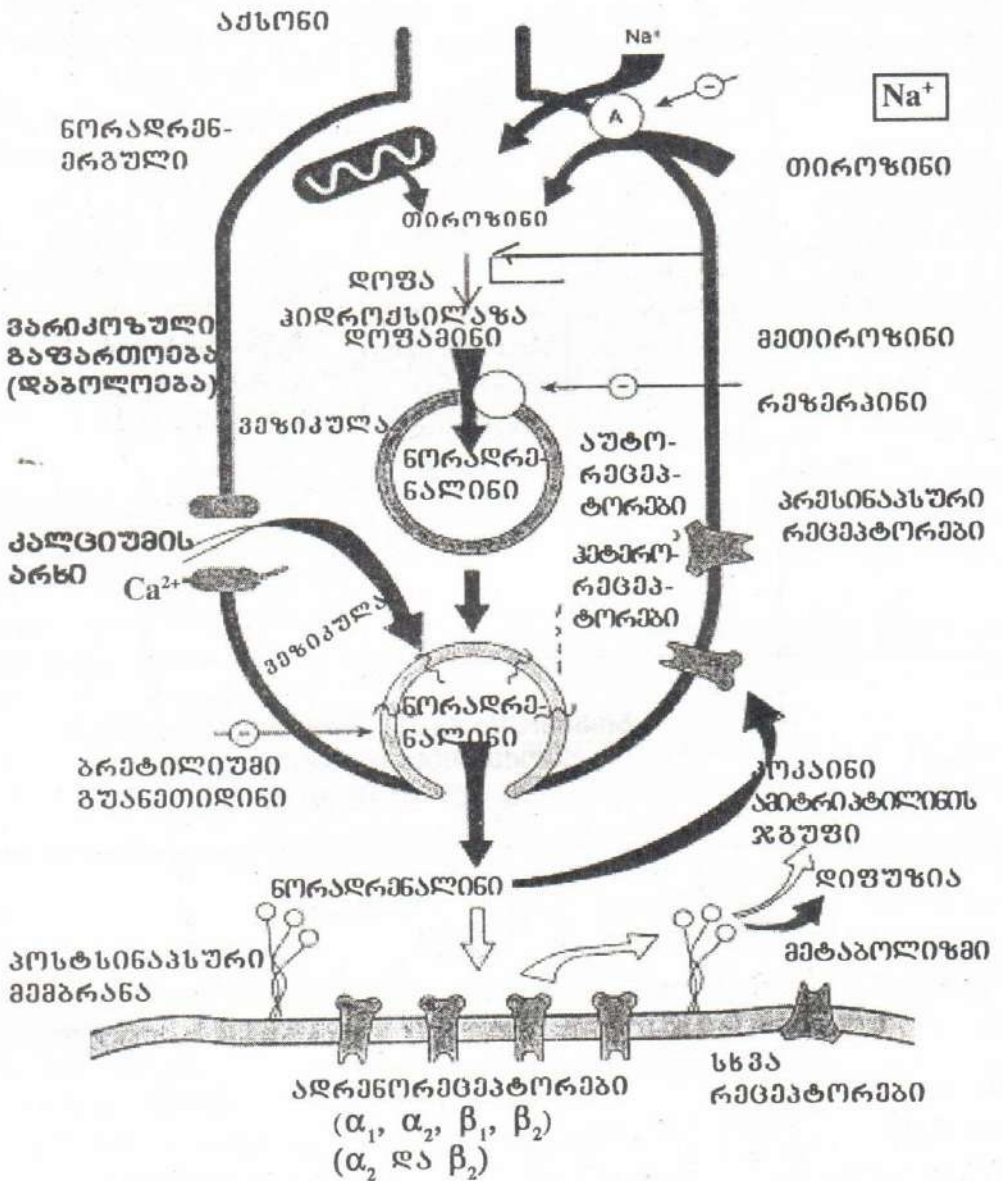 აქსონი
Na⁺
Na⁺
A
−
ნორადრენ-
ერგული
თიროზინი
თიროზინი
დოფა
ჰიდროქსილაზა
დოფამინი
ვარიკოზული
გაფართოება
(დაბოლოება)
მეთიროზინი
−
რეზერპინი
ვეზიკულა
ნორადრე-
ნალინი
აუტო-
რეცეპ-
ტორები
პრესინაპსური
რეცეპტორები
ჰეტერო-
რეცეპ-
ტორები
კალციუმის
არხი
Ca²⁺
ვეზიკულა
ნორადრე-
ნალინი
−
ბრეტილიუმი
გუანეთიდინი
კოკაინი
ამიტრიპტილინის
ჯგუფი
ნორადრენალინი
დიფუზია
მეტაბოლიზმი
პოსტსინაპსური
მემბრანა
ადრენორეცეპტორები
(α₁, α₂, β₁, β₂)
(α₂ და β₂)
სხვა
რეცეპტორები